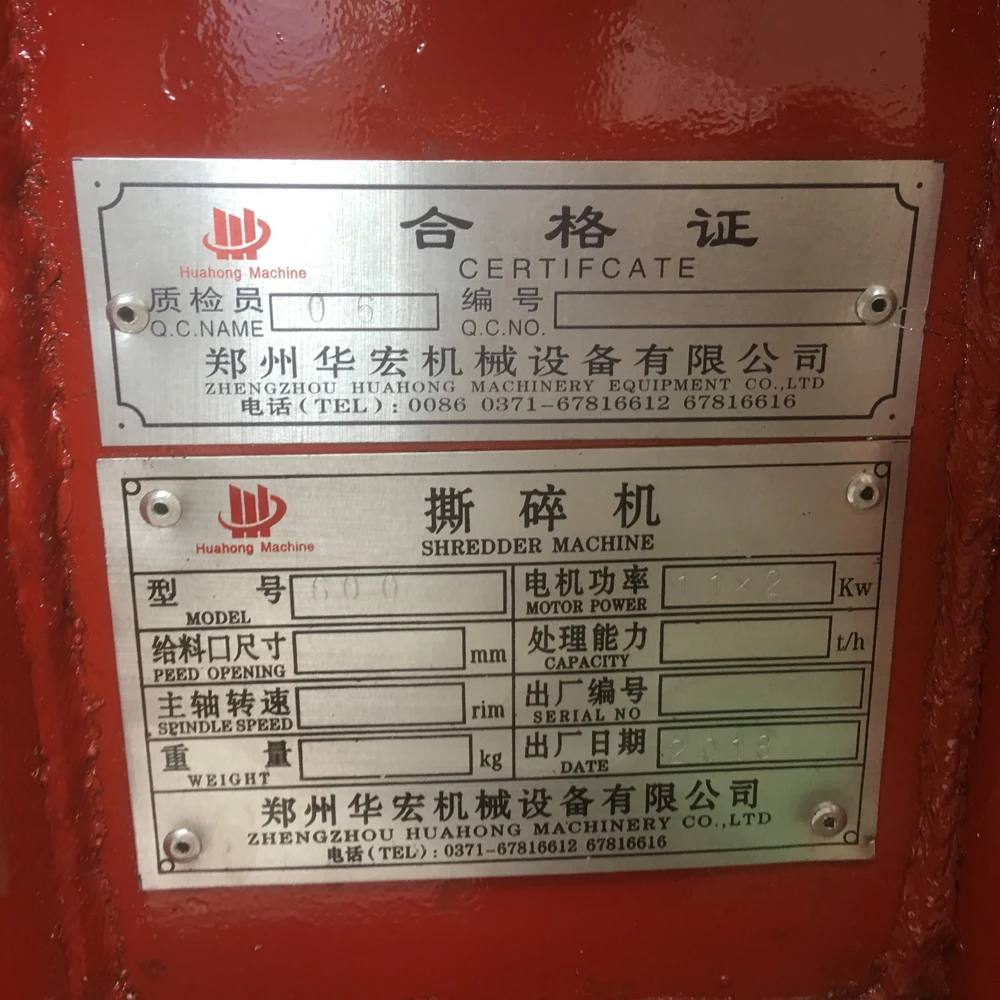 Huahong Machine
合格证
CERTIFCATE
质检员 06 编号
Q.C.NAME Q.C.NO.
郑州华宏机械设备有限公司
ZHENGZHOU HUAHONG MACHINERY EQUIPMENT CO.,LTD
电话(TEL): 0086 0371-67816612 67816616
Huahong Machine
撕碎机
SHREDDER MACHINE
型号 600 电机功率 11×2 Kw
MODEL MOTOR POWER
给料口尺寸 mm 处理能力 t/h
PEED OPENING CAPACITY
主轴转速 rim 出厂编号
SPINDLE SPEED SERIAL NO
重量 kg 出厂日期 2018
WEIGHT DATE
郑州华宏机械设备有限公司
ZHENGZHOU HUAHONG MACHINERY CO.,LTD
电话(TEL): 0371-67816612 67816616